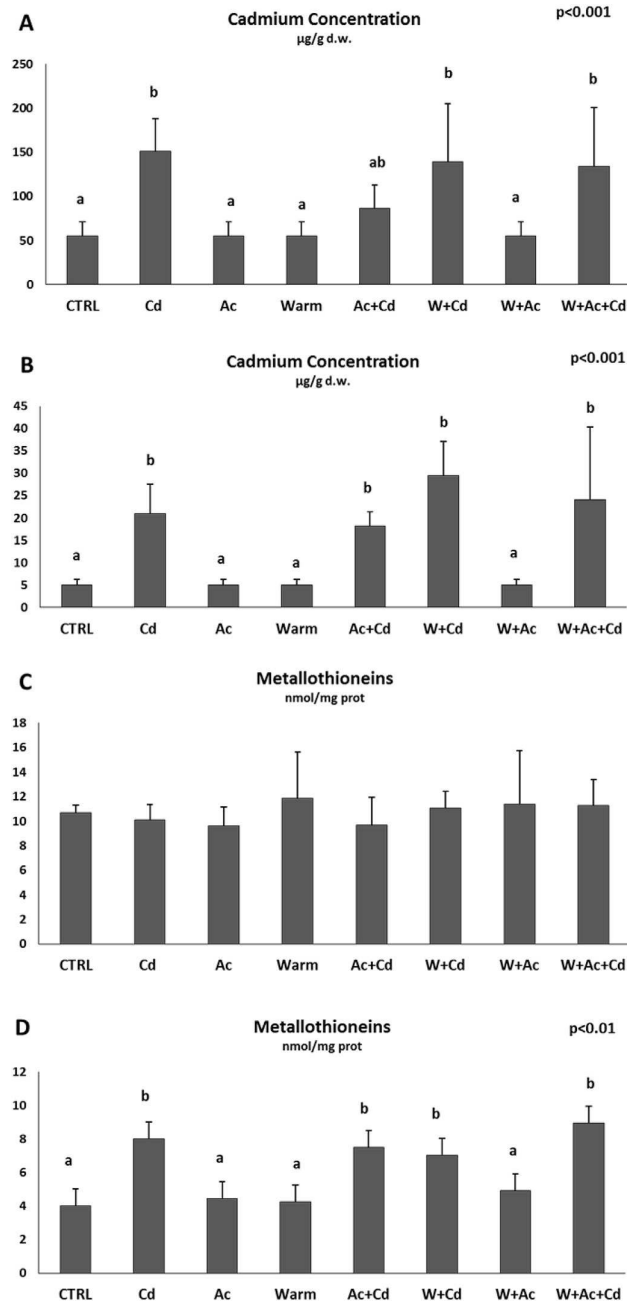 A
Cadmium Concentration
p<0.001
µg/g d.w.
250
200
150
100
50
0
a
b
a
a
ab
b
a
b
CTRL Cd Ac Warm Ac+Cd W+Cd W+Ac W+Ac+Cd
B
Cadmium Concentration
p<0.001
µg/g d.w.
45
40
35
30
25
20
15
10
5
0
a
b
a
a
b
b
a
b
CTRL Cd Ac Warm Ac+Cd W+Cd W+Ac W+Ac+Cd
C
Metallothioneins
nmol/mg prot
18
16
14
12
10
8
6
4
2
0
CTRL Cd Ac Warm Ac+Cd W+Cd W+Ac W+Ac+Cd
D
Metallothioneins
p<0.01
nmol/mg prot
12
10
8
6
4
2
0
a
b
a
a
b
b
a
b
CTRL Cd Ac Warm Ac+Cd W+Cd W+Ac W+Ac+Cd